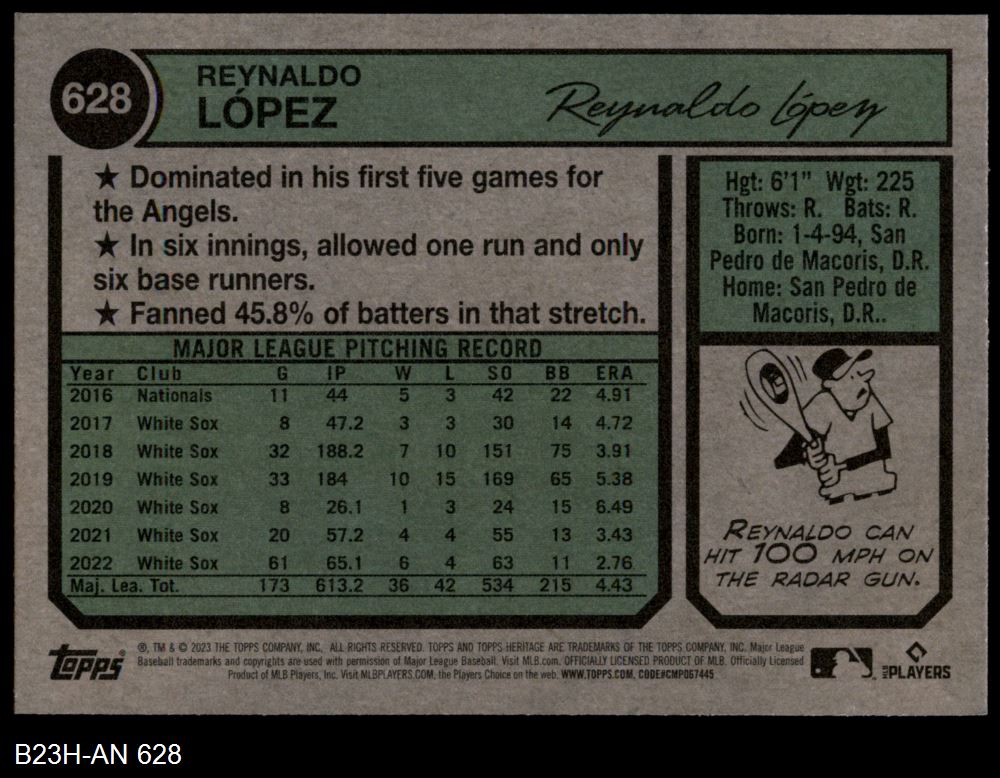 628
REYNALDO
LÓPEZ
Reynaldo López
★ Dominated in his first five games for
the Angels.
★ In six innings, allowed one run and only
six base runners.
★ Fanned 45.8% of batters in that stretch.
MAJOR LEAGUE PITCHING RECORD
Year Club G IP W L SO BB ERA
2016 Nationals 11 44 5 3 42 22 4.91
2017 White Sox 8 47.2 3 3 30 14 4.72
2018 White Sox 32 188.2 7 10 151 75 3.91
2019 White Sox 33 184 10 15 169 65 5.38
2020 White Sox 8 26.1 1 3 24 15 6.49
2021 White Sox 20 57.2 4 4 55 13 3.43
2022 White Sox 61 65.1 6 4 63 11 2.76
Maj. Lea. Tot. 173 613.2 36 42 534 215 4.43
Hgt: 6'1" Wgt: 225
Throws: R. Bats: R.
Born: 1-4-94, San
Pedro de Macoris, D.R.
Home: San Pedro de
Macoris, D.R..
REYNALDO CAN
HIT 100 MPH ON
THE RADAR GUN.
Topps
®, TM & © 2023 THE TOPPS COMPANY, INC. ALL RIGHTS RESERVED. TOPPS AND TOPPS HERITAGE ARE TRADEMARKS OF THE TOPPS COMPANY, INC. Major League
Baseball trademarks and copyrights are used with permission of Major League Baseball. Visit MLB.com. OFFICIALLY LICENSED PRODUCT OF MLB. Officially Licensed
Product of MLB Players, Inc. Visit MLBPLAYERS.COM, the Players Choice on the web. WWW.TOPPS.COM. CODE#CMP067445
MLB PLAYERS
B23H-AN 628